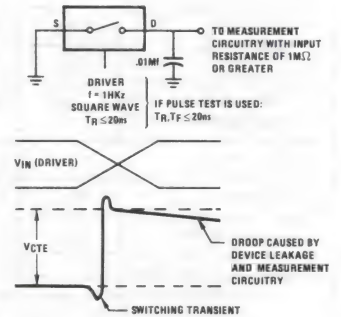 S
D
TO MEASUREMENT
CIRCUITRY WITH INPUT
RESISTANCE OF 1MΩ
OR GREATER
.01Mf
DRIVER
f = 1HKz
SQUARE WAVE
TR ≤ 20ns
IF PULSE TEST IS USED:
TR, TF ≤ 20ns
VIN (DRIVER)
VCTE
DROOP CAUSED BY
DEVICE LEAKAGE
AND MEASUREMENT
CIRCUITRY
SWITCHING TRANSIENT